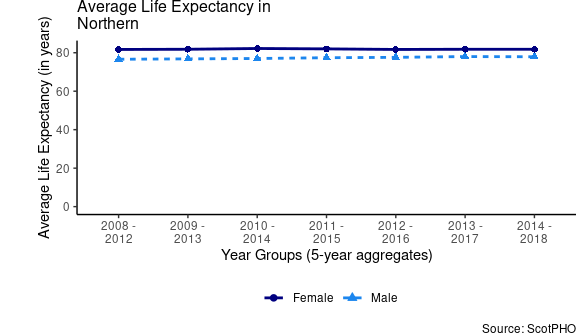 Average Life Expectancy in
Northern
Average Life Expectancy (in years)
80
60
40
20
0
2008 - 2009 - 2010 - 2011 - 2012 - 2013 - 2014 -
2012 2013 2014 2015 2016 2017 2018
Year Groups (5-year aggregates)
Female Male
Source: ScotPHO